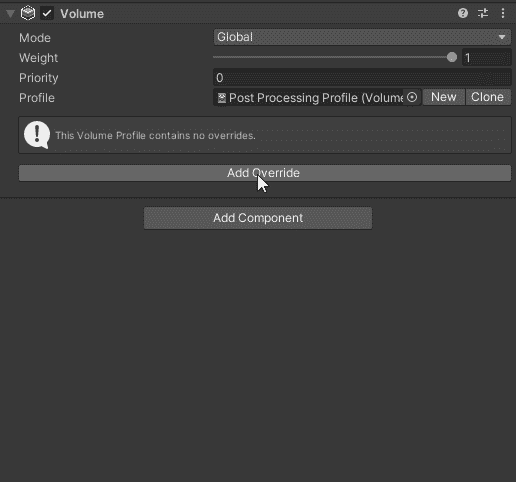 Volume
Mode Global
Weight 1
Priority 0
Profile Post Processing Profile (Volume New Clone
This Volume Profile contains no overrides.
Add Override
Add Component